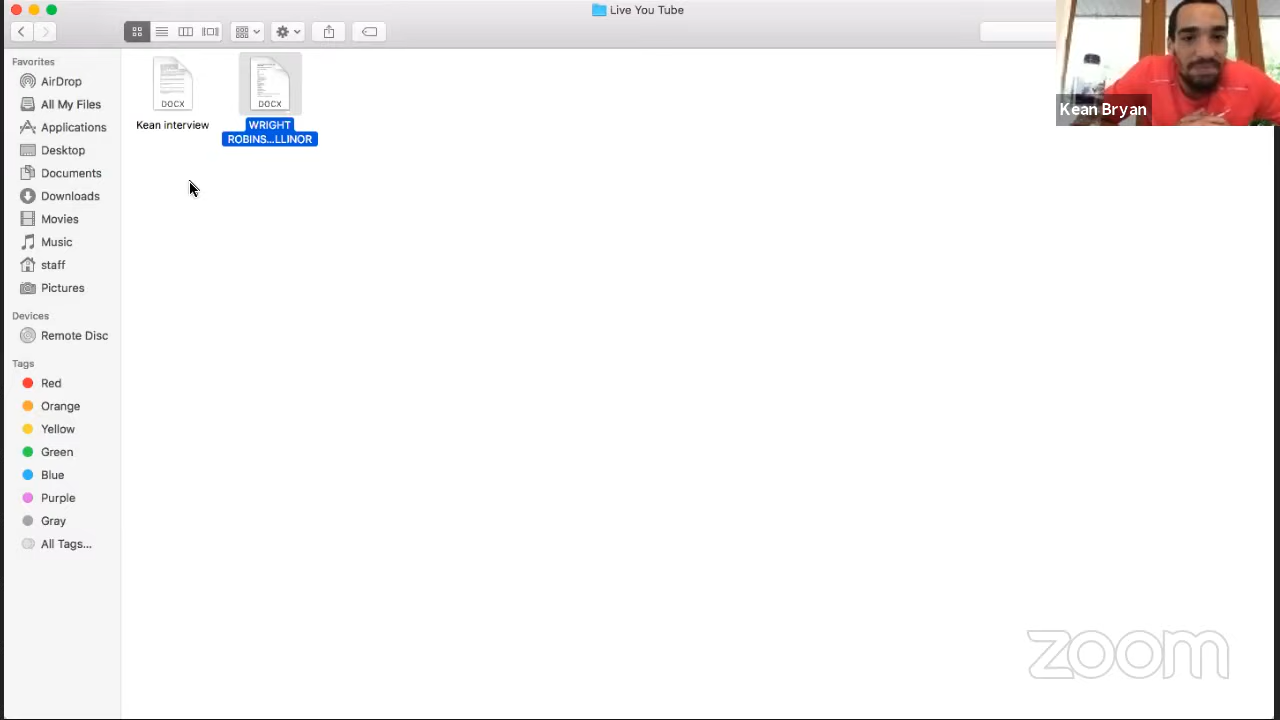 Live You Tube
Kean Bryan
Favorites
AirDrop
All My Files
Applications
Desktop
Documents
Downloads
Movies
Music
staff
Pictures
Devices
Remote Disc
Tags
Red
Orange
Yellow
Green
Blue
Purple
Gray
All Tags...
DOCX
Kean interview
DOCX
WRIGHT
ROBINS...LLINOR
zoom